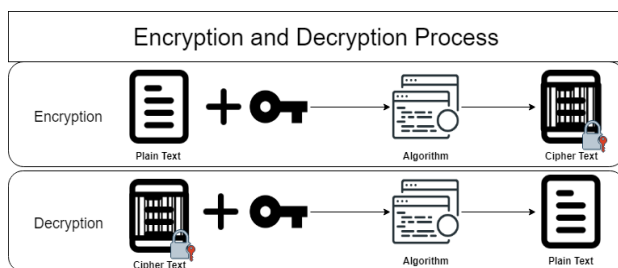 Encryption and Decryption Process
Encryption
Plain Text
Algorithm
Cipher Text
Decryption
Cipher Text
Algorithm
Plain Text